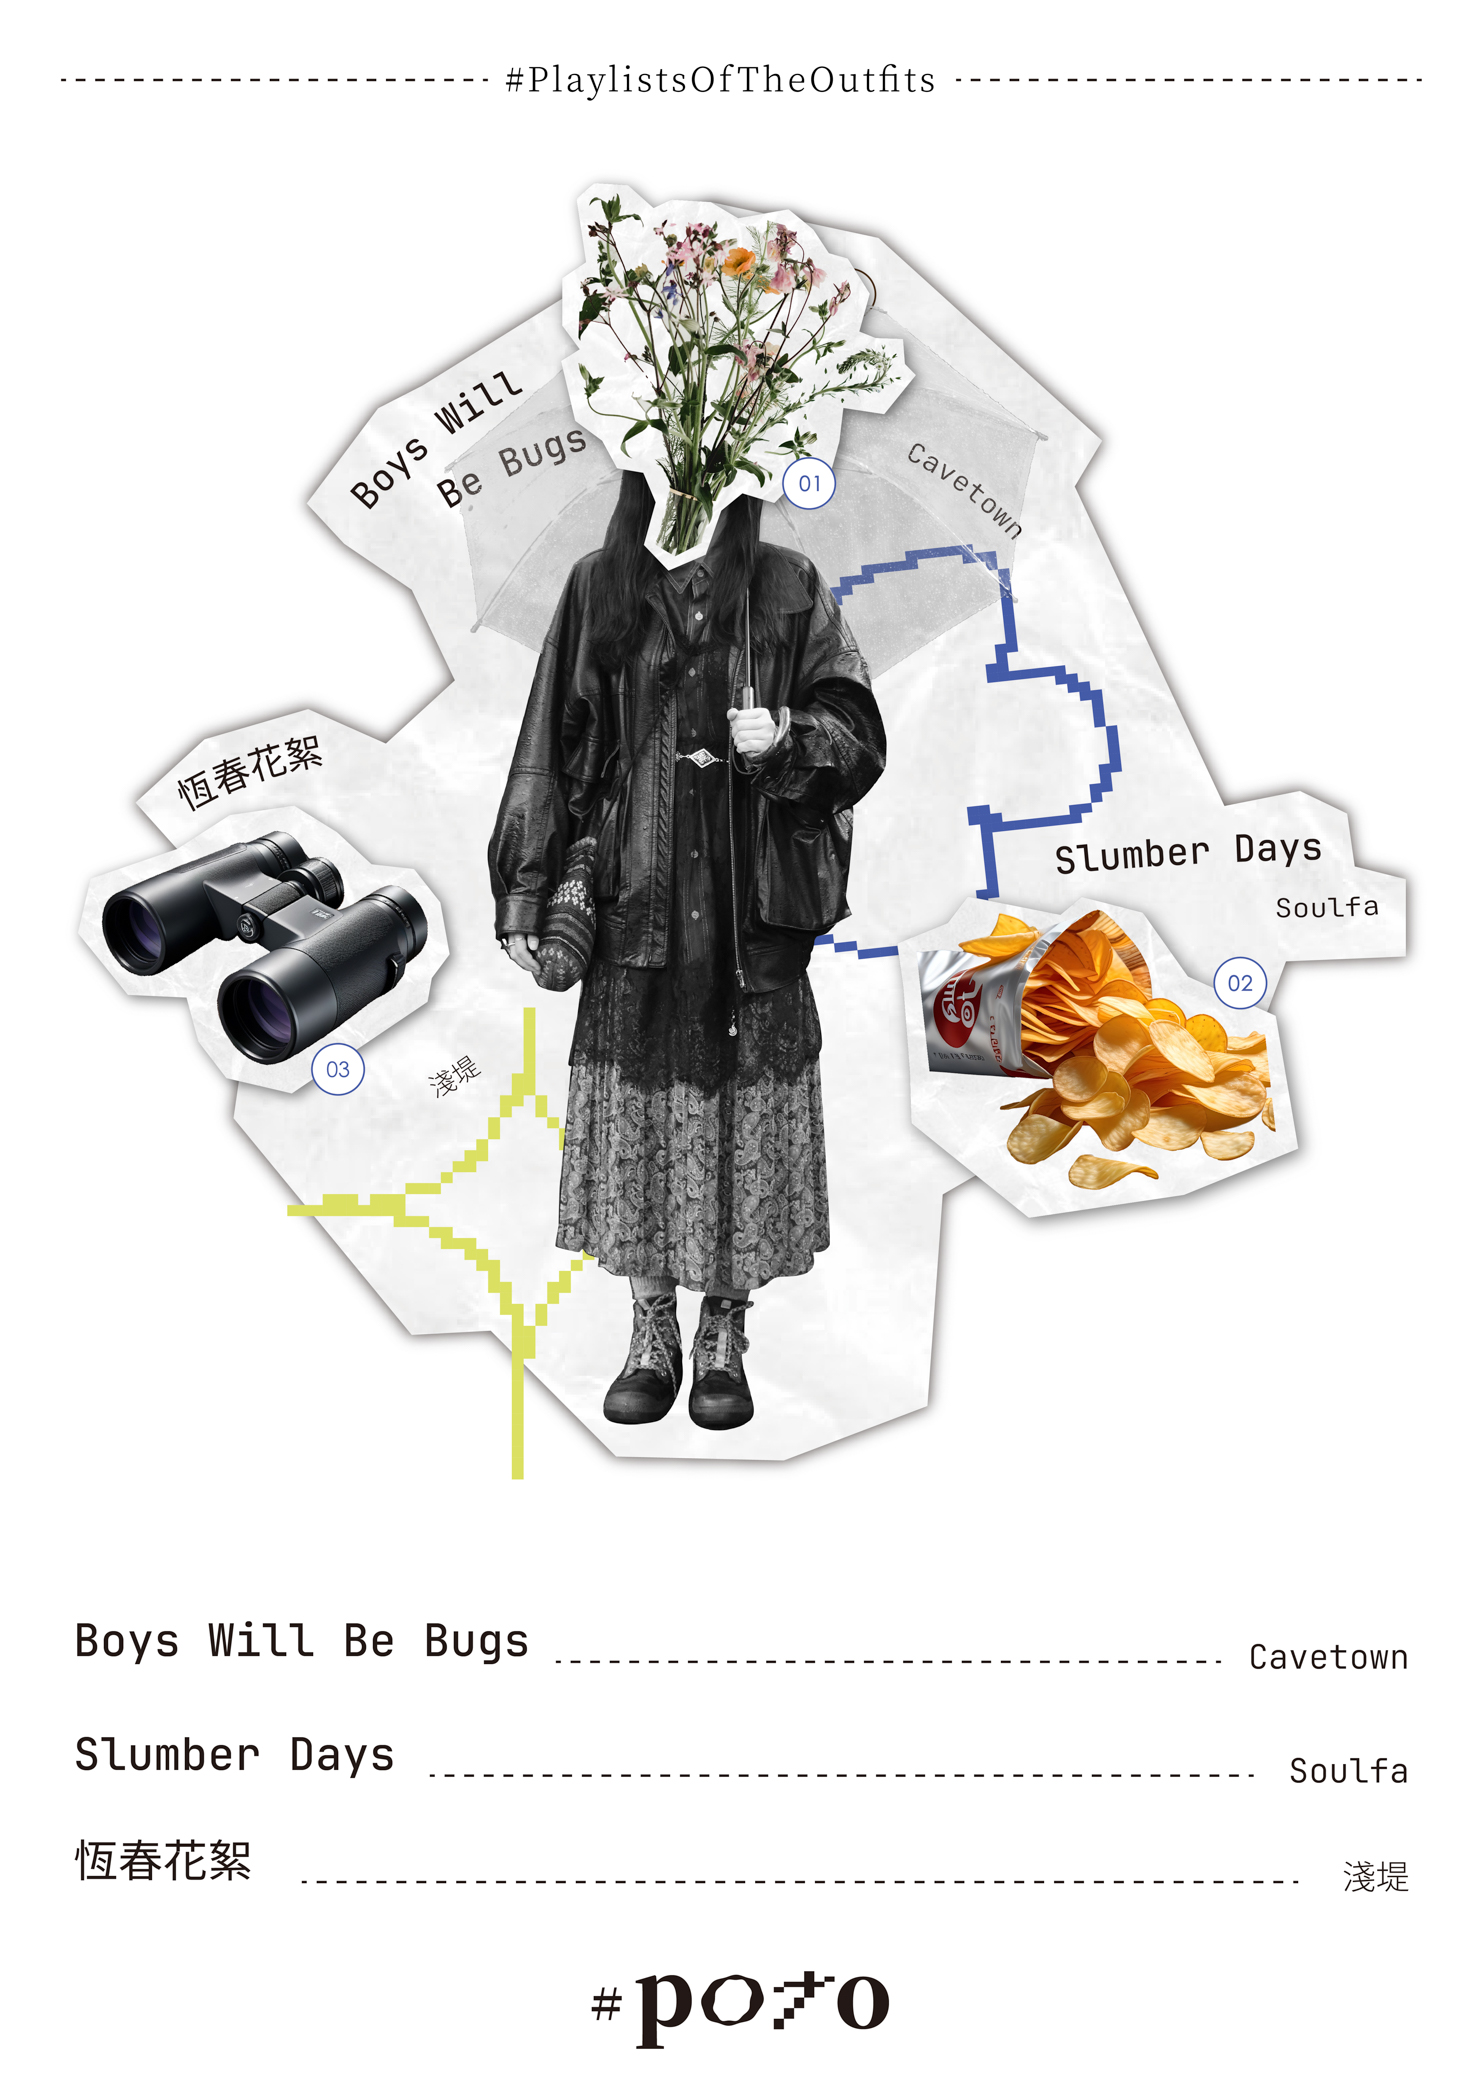 #PlaylistsOfTheOutfits
Boys Will
Be Bugs
Cavetown
01
恆春花絮
Slumber Days
Soulfa
02
03
淺堤
Boys Will Be Bugs Cavetown
Slumber Days Soulfa
恆春花絮 淺堤
#poto